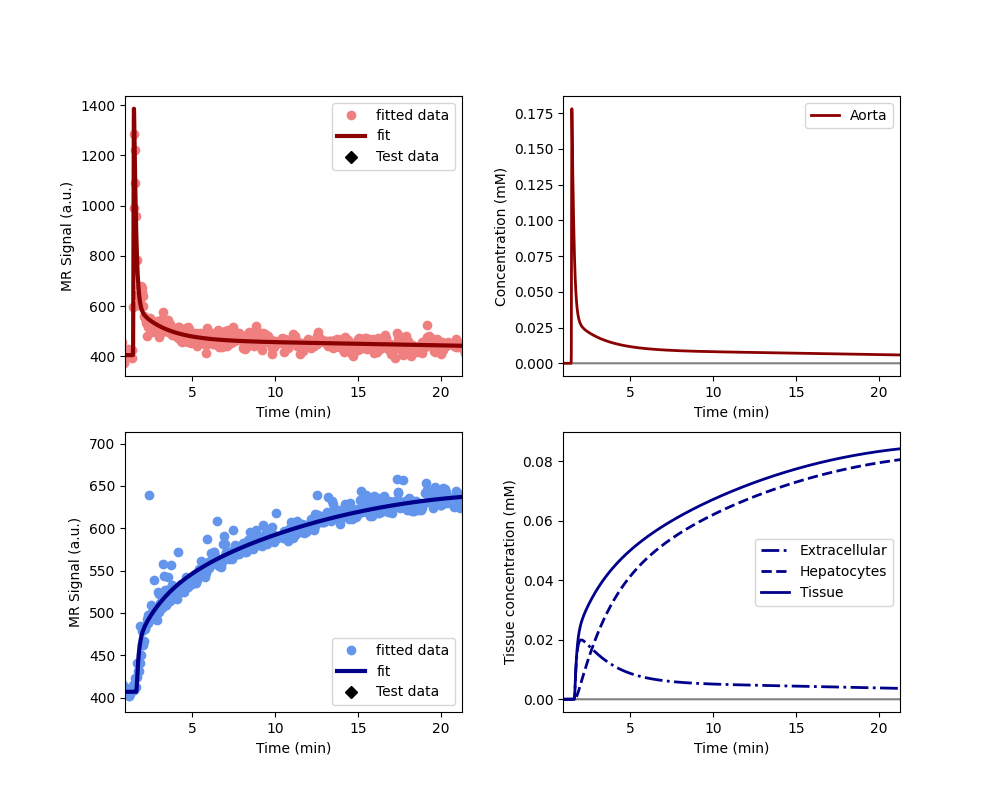 1400
1200
1000
800
600
400
MR Signal (a.u.)
5
10
15
20
Time (min)
fitted data
fit
Test data
0.175
0.150
0.125
0.100
0.075
0.050
0.025
0.000
Concentration (mM)
5
10
15
20
Time (min)
Aorta
700
650
600
550
500
450
400
MR Signal (a.u.)
5
10
15
20
Time (min)
fitted data
fit
Test data
0.08
0.06
0.04
0.02
0.00
Tissue concentration (mM)
5
10
15
20
Time (min)
Extracellular
Hepatocytes
Tissue